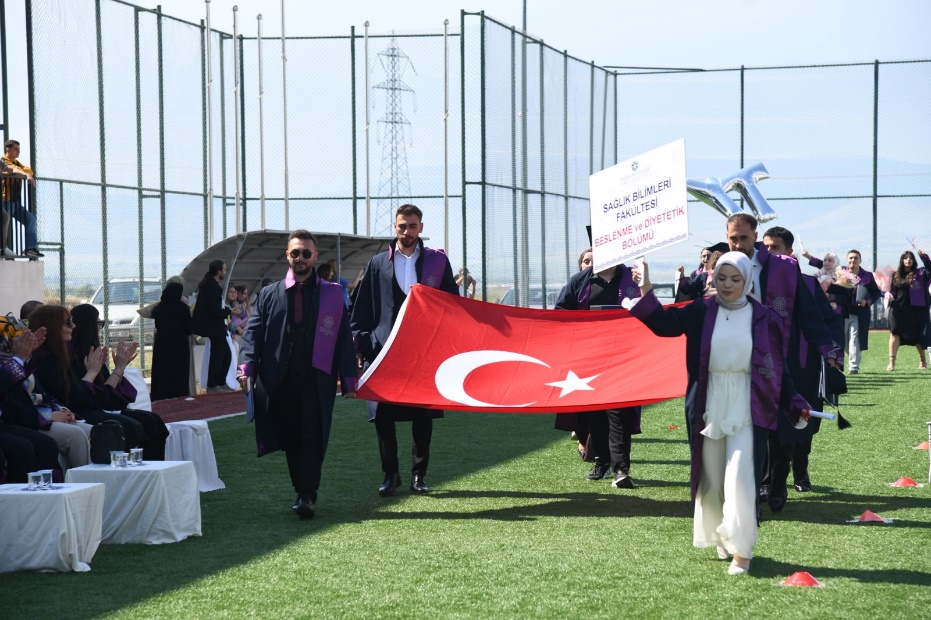 SAĞLIK BİLİMLERİ
FAKÜLTESİ
BESLENME ve DİYETETİK
BÖLÜMÜ